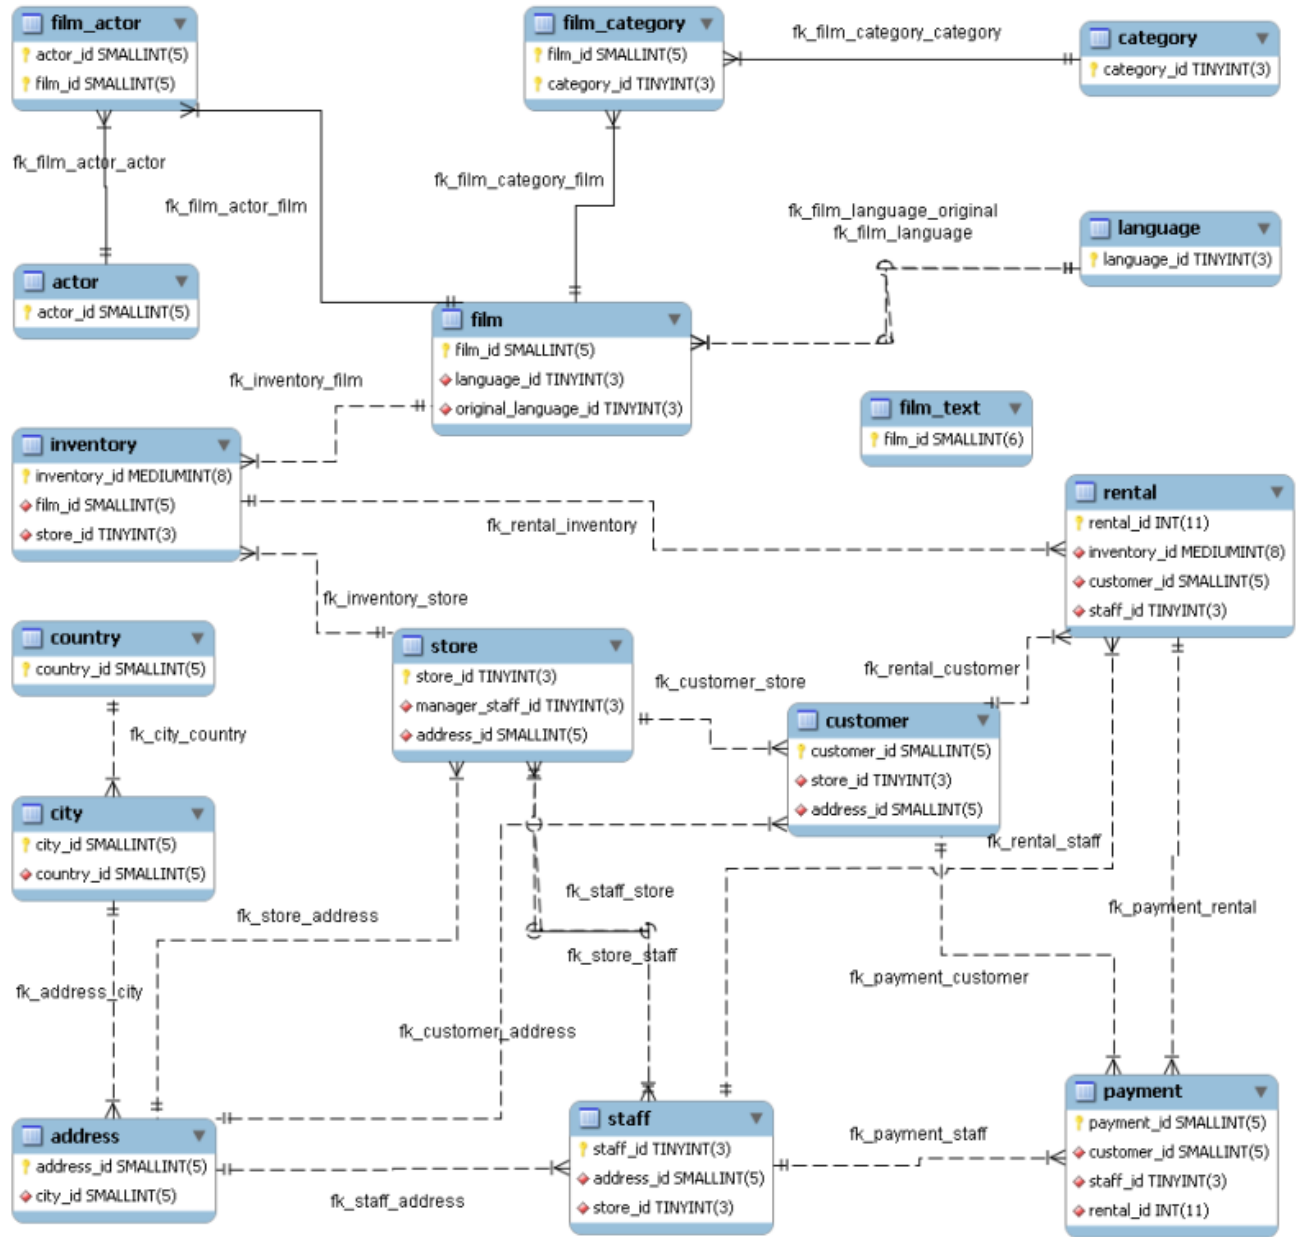 film_actor
actor_id SMALLINT(5)
film_id SMALLINT(5)
film_category
film_id SMALLINT(5)
category_id TINYINT(3)
fk_film_category_category
category
category_id TINYINT(3)
fk_film_actor_actor
fk_film_actor_film
fk_film_category_film
fk_film_language_original
fk_film_language
language
language_id TINYINT(3)
actor
actor_id SMALLINT(5)
film
film_id SMALLINT(5)
language_id TINYINT(3)
original_language_id TINYINT(3)
fk_inventory_film
film_text
film_id SMALLINT(6)
inventory
inventory_id MEDIUMINT(8)
film_id SMALLINT(5)
store_id TINYINT(3)
fk_rental_inventory
rental
rental_id INT(11)
inventory_id MEDIUMINT(8)
customer_id SMALLINT(5)
staff_id TINYINT(3)
fk_inventory_store
country
country_id SMALLINT(5)
store
store_id TINYINT(3)
manager_staff_id TINYINT(3)
address_id SMALLINT(5)
fk_customer_store
fk_rental_customer
customer
customer_id SMALLINT(5)
store_id TINYINT(3)
address_id SMALLINT(5)
fk_city_country
city
city_id SMALLINT(5)
country_id SMALLINT(5)
fk_rental_staff
fk_staff_store
fk_store_address
fk_payment_rental
fk_store_staff
fk_payment_customer
fk_address_city
fk_customer_address
address
address_id SMALLINT(5)
city_id SMALLINT(5)
fk_staff_address
staff
staff_id TINYINT(3)
address_id SMALLINT(5)
store_id TINYINT(3)
fk_payment_staff
payment
payment_id SMALLINT(5)
customer_id SMALLINT(5)
staff_id TINYINT(3)
rental_id INT(11)